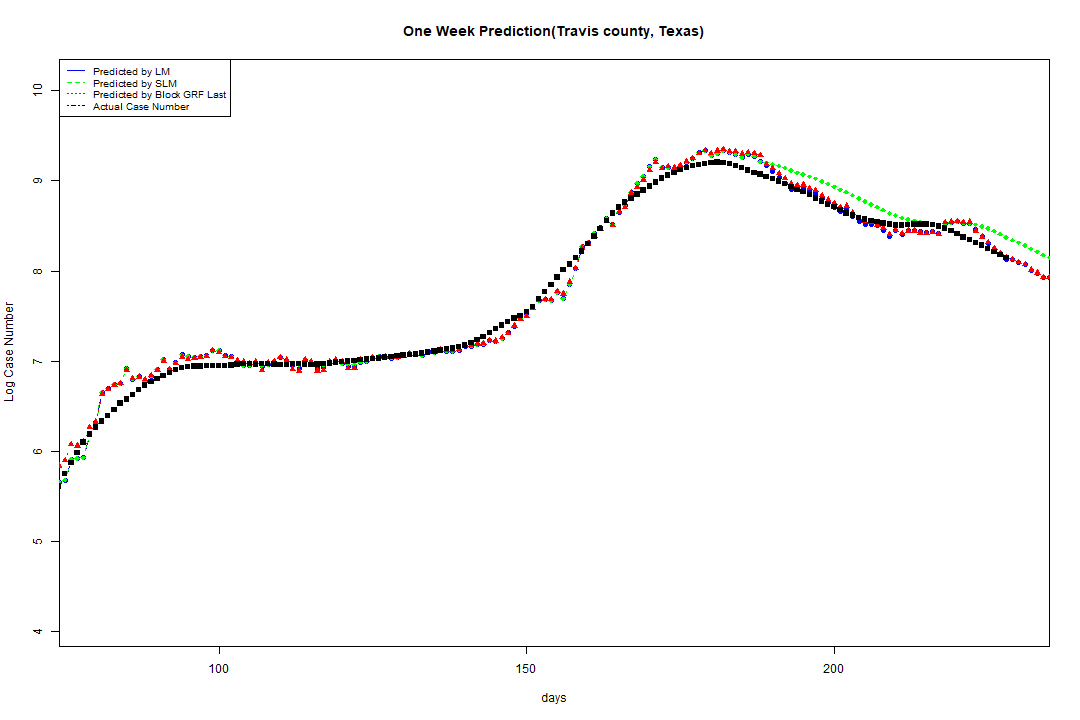 One Week Prediction(Travis county, Texas)
Predicted by LM
Predicted by SLM
Predicted by Block GRF Last
Actual Case Number
10
9
8
7
6
5
4
Log Case Number
100
150
200
days